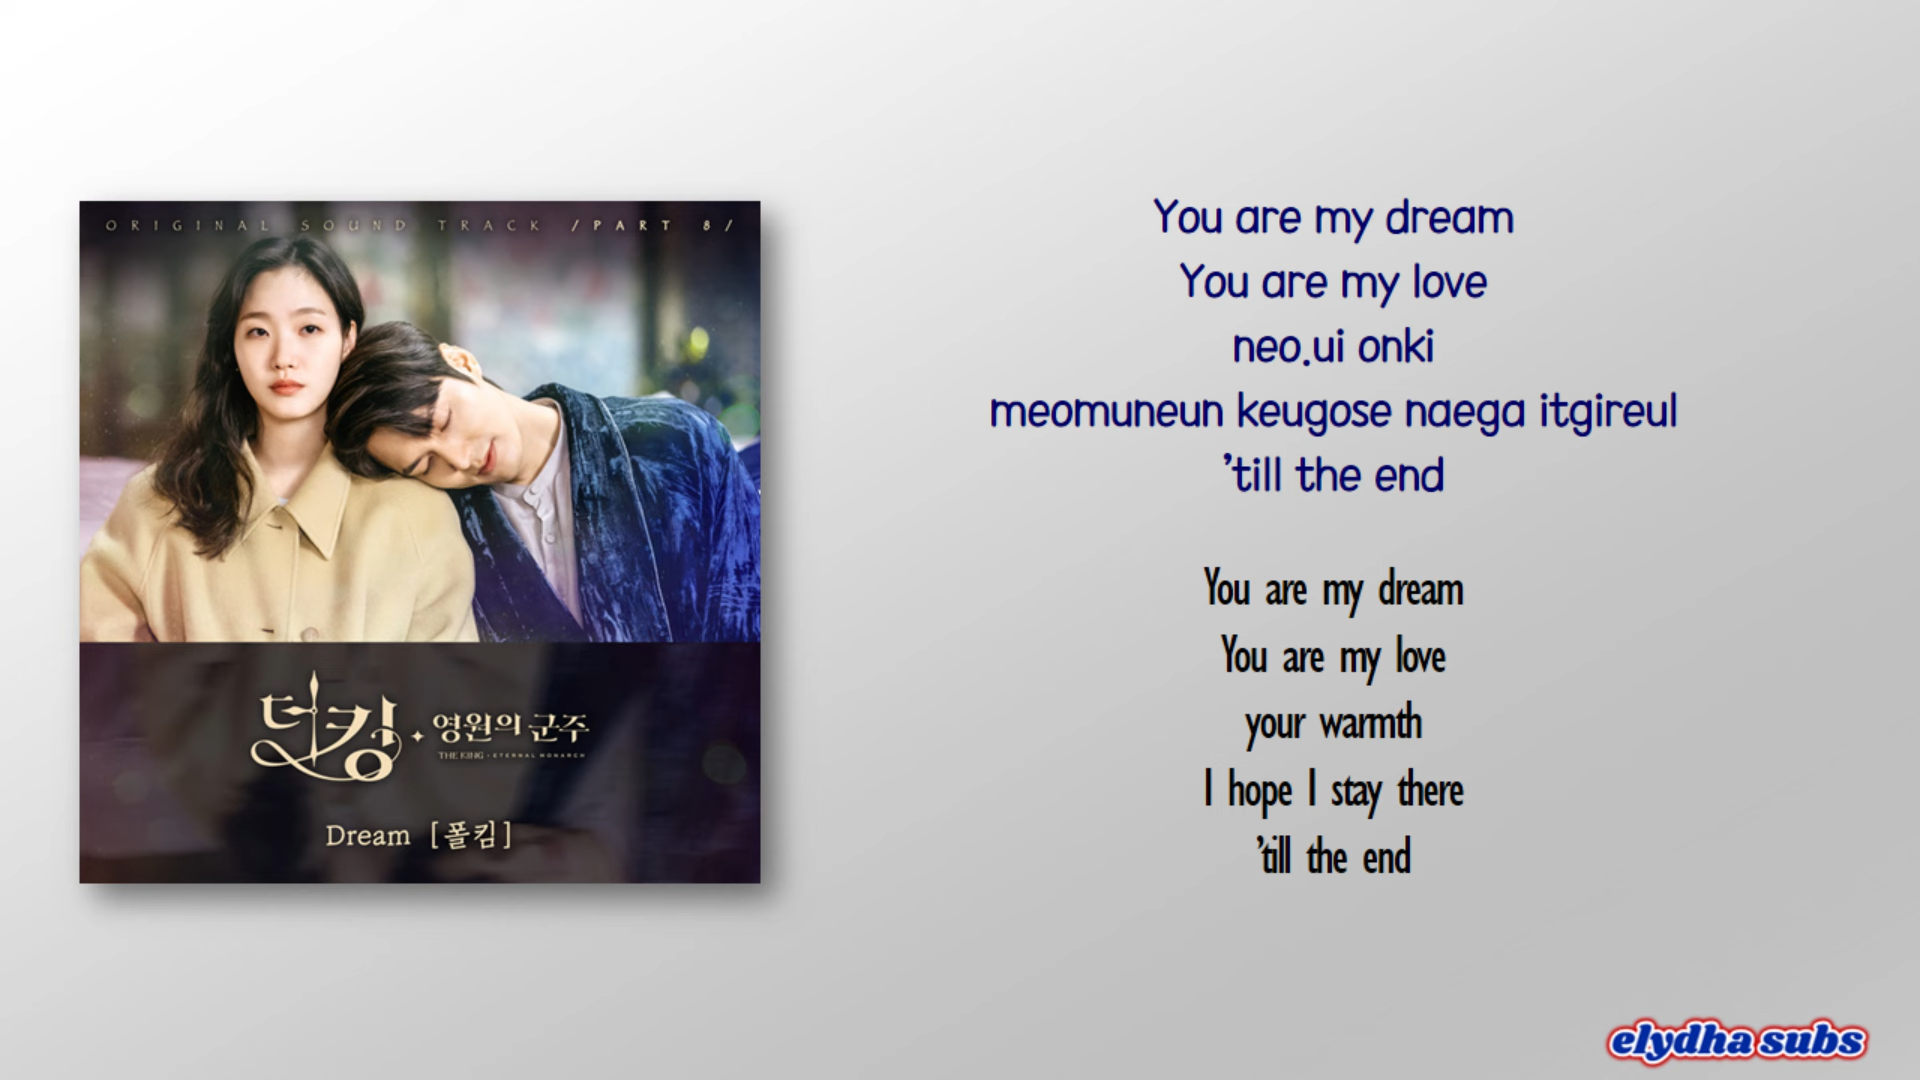 ORIGINAL SOUND TRACK /PART 8/
더킹 영원의 군주
THE KING · ETERNAL MONARCH
Dream [폴킴]
You are my dream
You are my love
neo.ui onki
meomuneun keugose naega itgireul
’till the end
You are my dream
You are my love
your warmth
I hope I stay there
’till the end
elydha subs